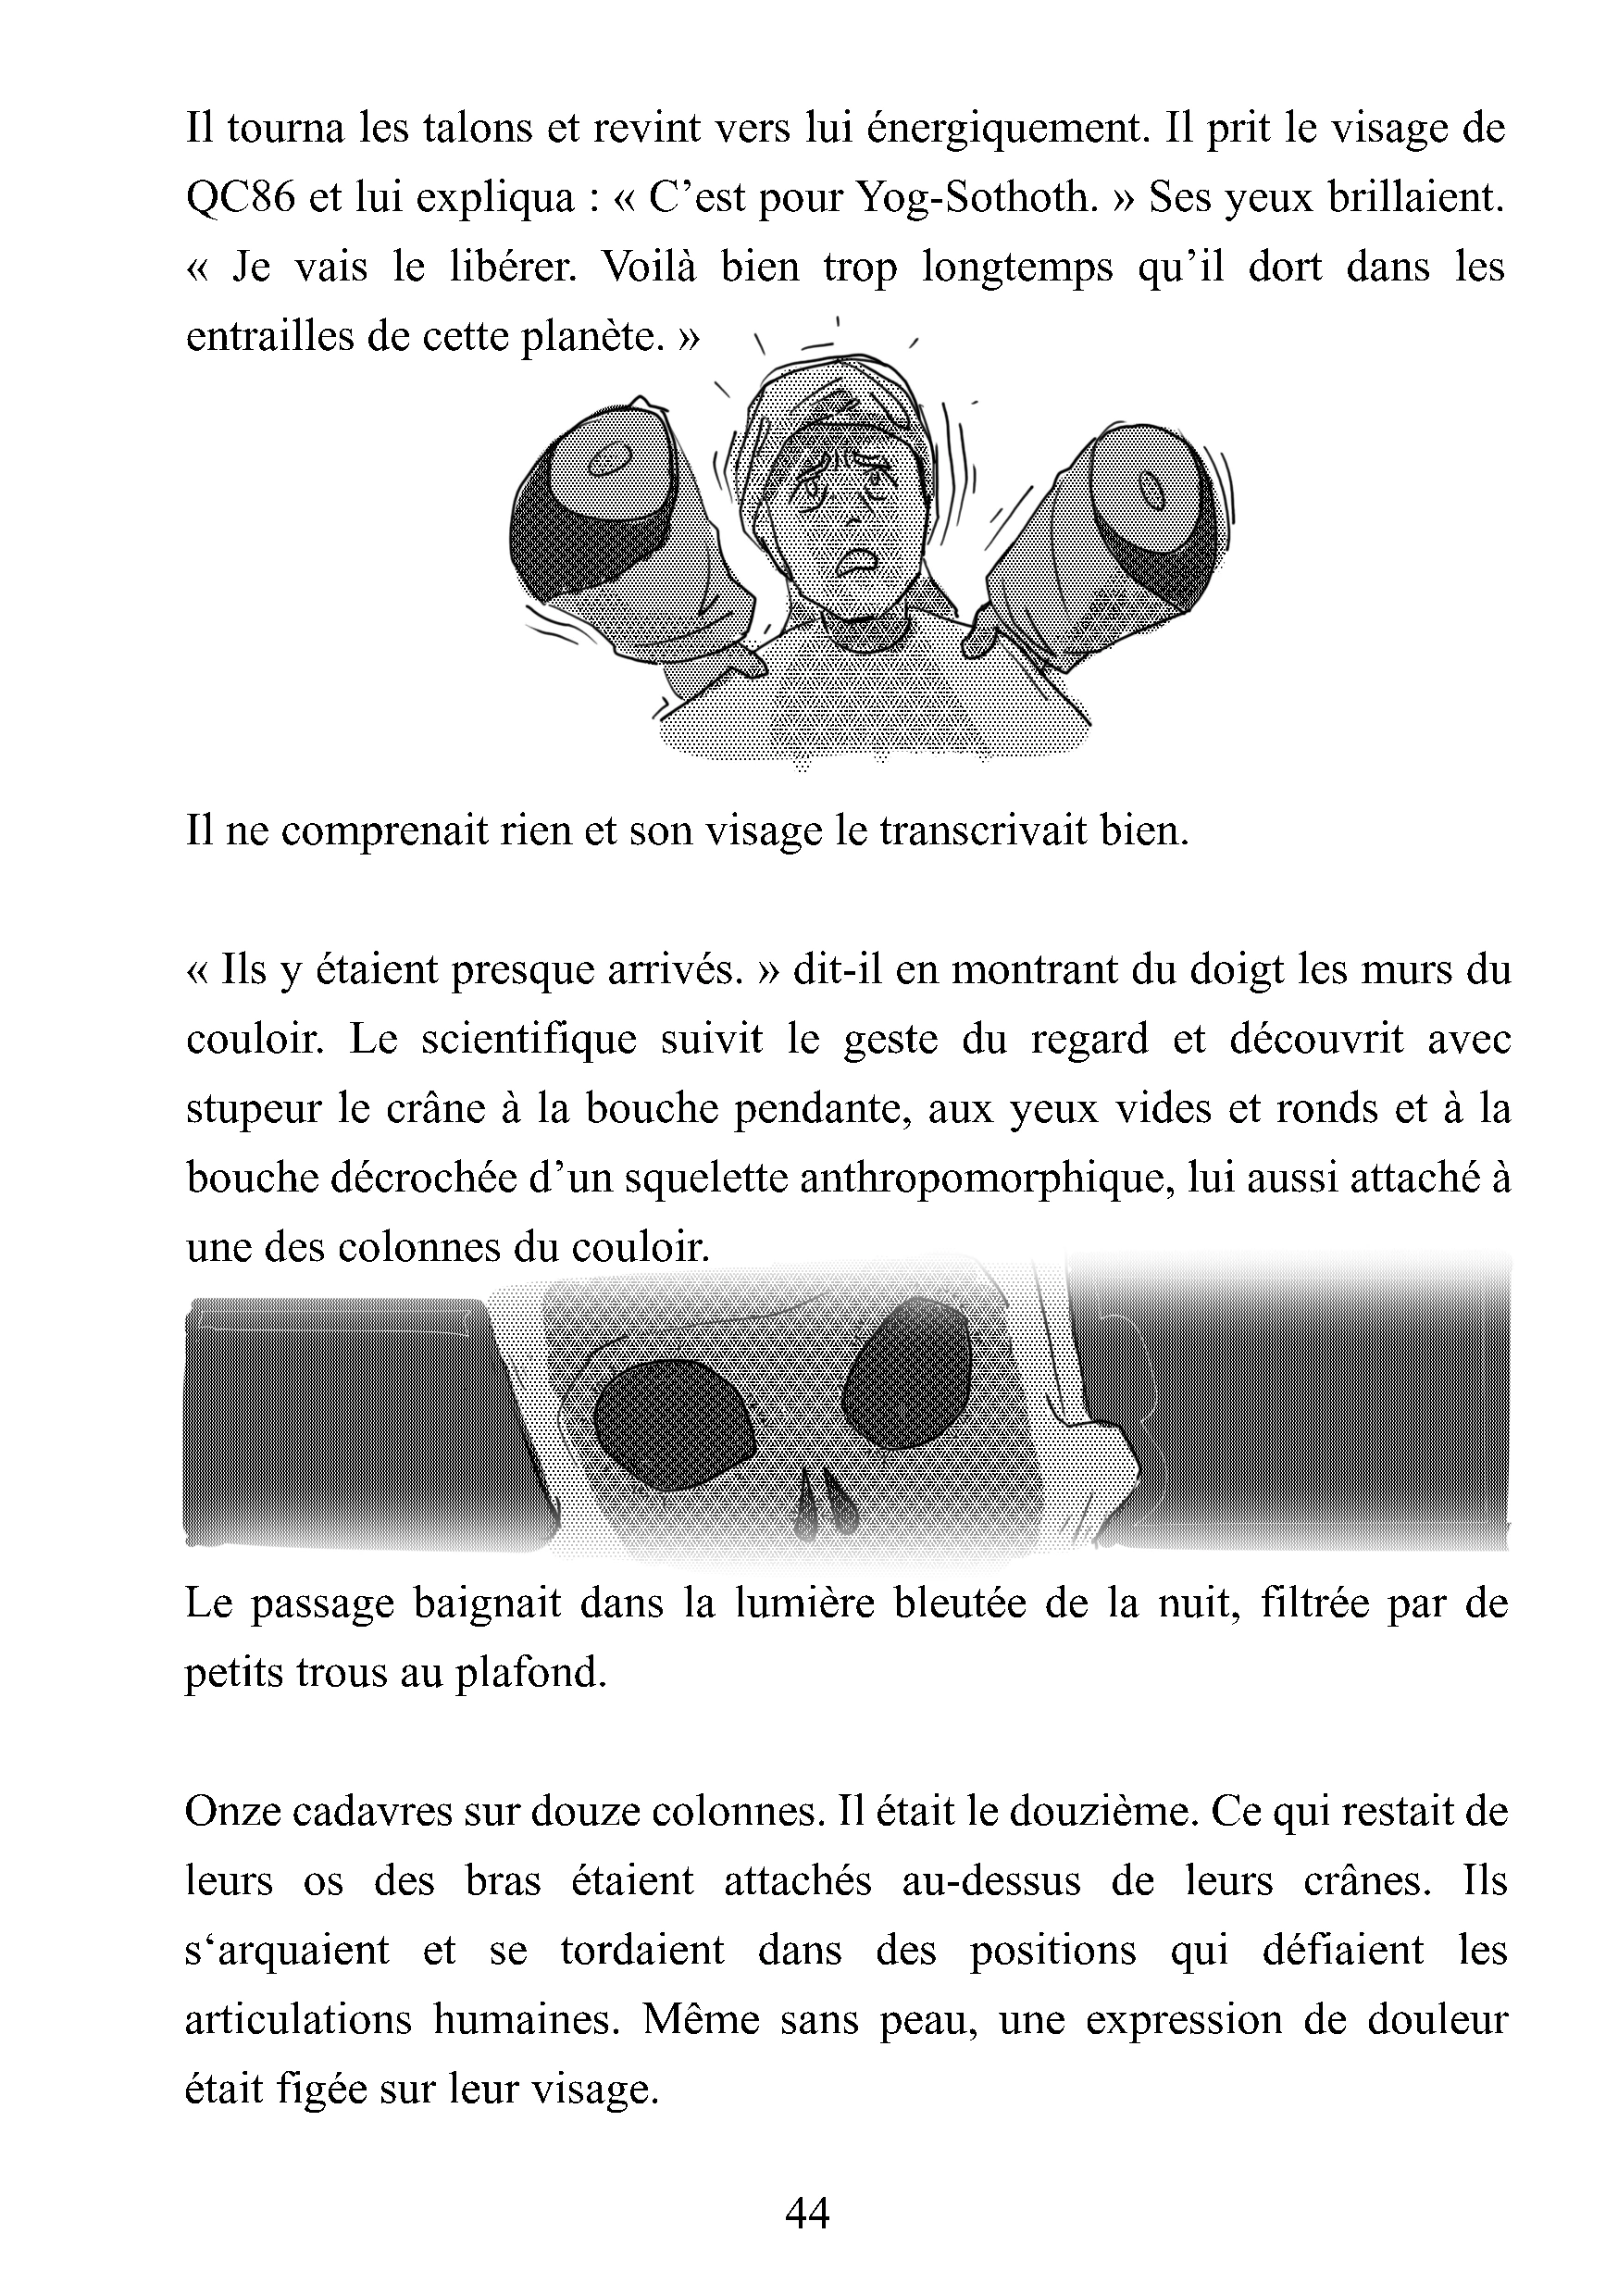 Il tourna les talons et revint vers lui énergiquement. Il prit le visage de
QC86 et lui expliqua : « C’est pour Yog-Sothoth. » Ses yeux brillaient.
« Je vais le libérer. Voilà bien trop longtemps qu’il dort dans les
entrailles de cette planète. »
Il ne comprenait rien et son visage le transcrivait bien.
« Ils y étaient presque arrivés. » dit-il en montrant du doigt les murs du
couloir. Le scientifique suivit le geste du regard et découvrit avec
stupeur le crâne à la bouche pendante, aux yeux vides et ronds et à la
bouche décrochée d’un squelette anthropomorphique, lui aussi attaché à
une des colonnes du couloir.
Le passage baignait dans la lumière bleutée de la nuit, filtrée par de
petits trous au plafond.
Onze cadavres sur douze colonnes. Il était le douzième. Ce qui restait de
leurs os des bras étaient attachés au-dessus de leurs crânes. Ils
s‘arquaient et se tordaient dans des positions qui défiaient les
articulations humaines. Même sans peau, une expression de douleur
était figée sur leur visage.
44